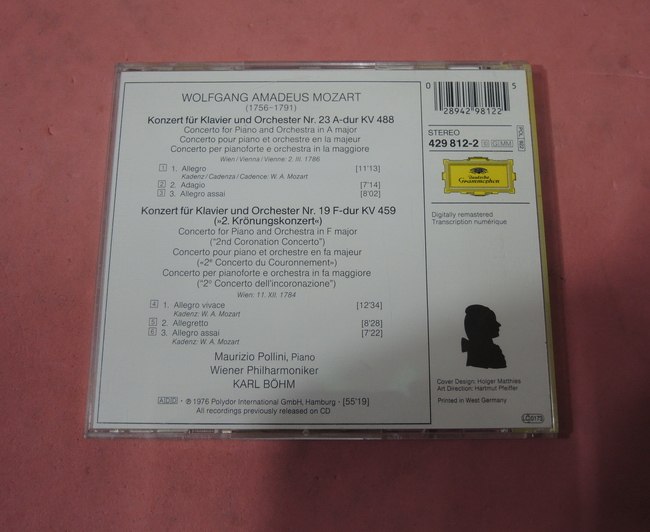 WOLFGANG AMADEUS MOZART
(1756–1791)
Konzert für Klavier und Orchester Nr. 23 A-dur KV 488
Concerto for Piano and Orchestra in A major
Concerto pour piano et orchestre en la majeur
Concerto per pianoforte e orchestra in la maggiore
Wien / Vienna / Vienne: 2. III. 1786
1 1. Allegro [11'13]
Kadenz / Cadenza / Cadence: W. A. Mozart
2 2. Adagio [7'14]
3 3. Allegro assai [8'02]
Konzert für Klavier und Orchester Nr. 19 F-dur KV 459
(»2. Krönungskonzert«)
Concerto for Piano and Orchestra in F major
("2nd Coronation Concerto")
Concerto pour piano et orchestre en fa majeur
(«2e Concerto du Couronnement»)
Concerto per pianoforte e orchestra in fa maggiore
("2o Concerto dell'incoronazione")
Wien: 11. XII. 1784
4 1. Allegro vivace [12'34]
Kadenz: W. A. Mozart
5 2. Allegretto [8'28]
6 3. Allegro assai [7'22]
Kadenz: W. A. Mozart
Maurizio Pollini, Piano
Wiener Philharmoniker
KARL BÖHM
ADD · ℗ 1976 Polydor International GmbH, Hamburg · [55'19]
All recordings previously released on CD
0 28942 98122 5
STEREO
429 812-2 GEMM
Deutsche
Grammophon
Digitally remastered
Transcription numérique
Cover Design: Holger Matthies
Art Direction: Hartmut Pfeiffer
Printed in West Germany
LC 0173